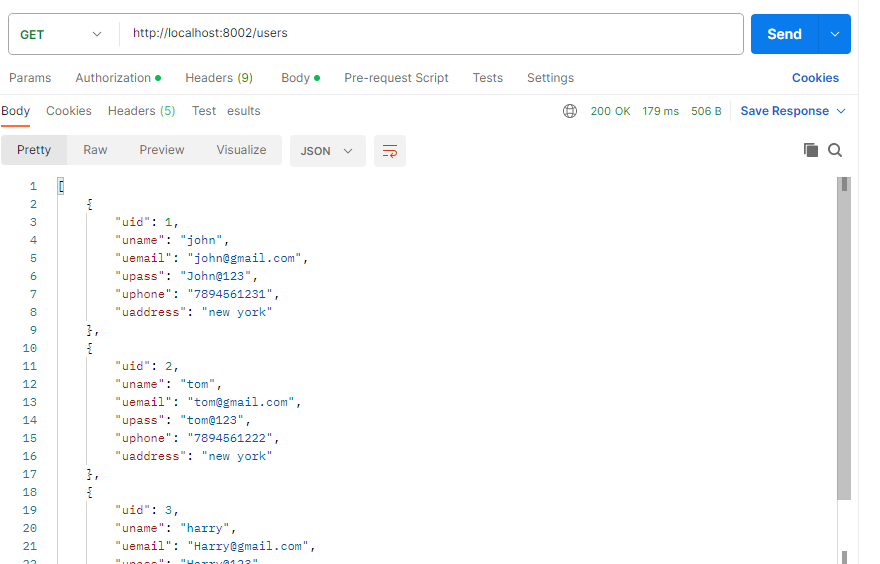 GET http://localhost:8002/users Send
Params Authorization Headers (9) Body Pre-request Script Tests Settings Cookies
Body Cookies Headers (5) Test esults 200 OK 179 ms 506 B Save Response
Pretty Raw Preview Visualize JSON
1 [
2 {
3 "uid": 1,
4 "uname": "john",
5 "uemail": "john@gmail.com",
6 "upass": "John@123",
7 "uphone": "7894561231",
8 "uaddress": "new york"
9 },
10 {
11 "uid": 2,
12 "uname": "tom",
13 "uemail": "tom@gmail.com",
14 "upass": "tom@123",
15 "uphone": "7894561222",
16 "uaddress": "new york"
17 },
18 {
19 "uid": 3,
20 "uname": "harry",
21 "uemail": "Harry@gmail.com",
22 "upass": "Harry@123"